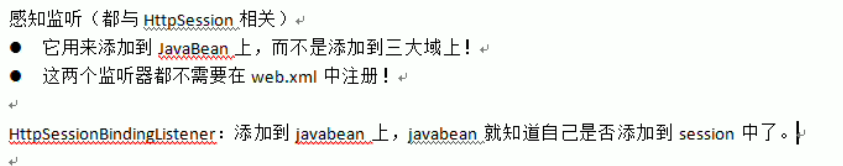 感知监听（都与 HttpSession 相关）
● 它用来添加到 JavaBean 上，而不是添加到三大域上！
● 这两个监听器都不需要在 web.xml 中注册！
HttpSessionBindingListener：添加到 javabean 上，javabean 就知道自己是否添加到 session 中了。